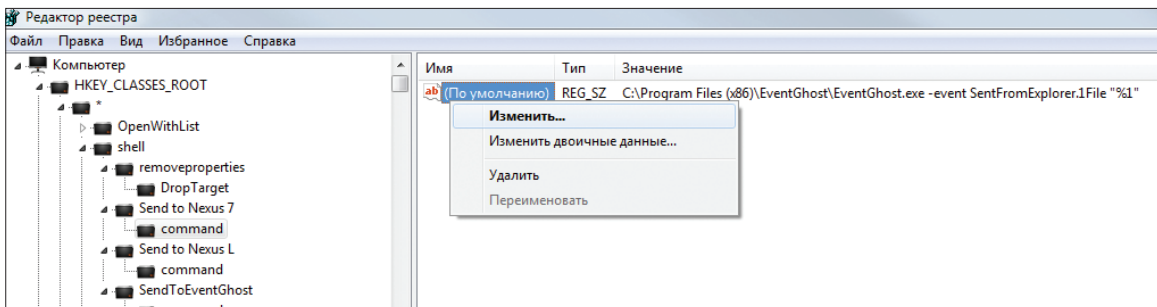 Редактор реестра
Файл Правка Вид Избранное Справка
Компьютер
HKEY_CLASSES_ROOT
*
OpenWithList
shell
removeproperties
DropTarget
Send to Nexus 7
command
Send to Nexus L
command
SendToEventGhost
Имя Тип Значение
ab (По умолчанию) REG_SZ C:\Program Files (x86)\EventGhost\EventGhost.exe -event SentFromExplorer.1File "%1"
Изменить...
Изменить двоичные данные...
Удалить
Переименовать